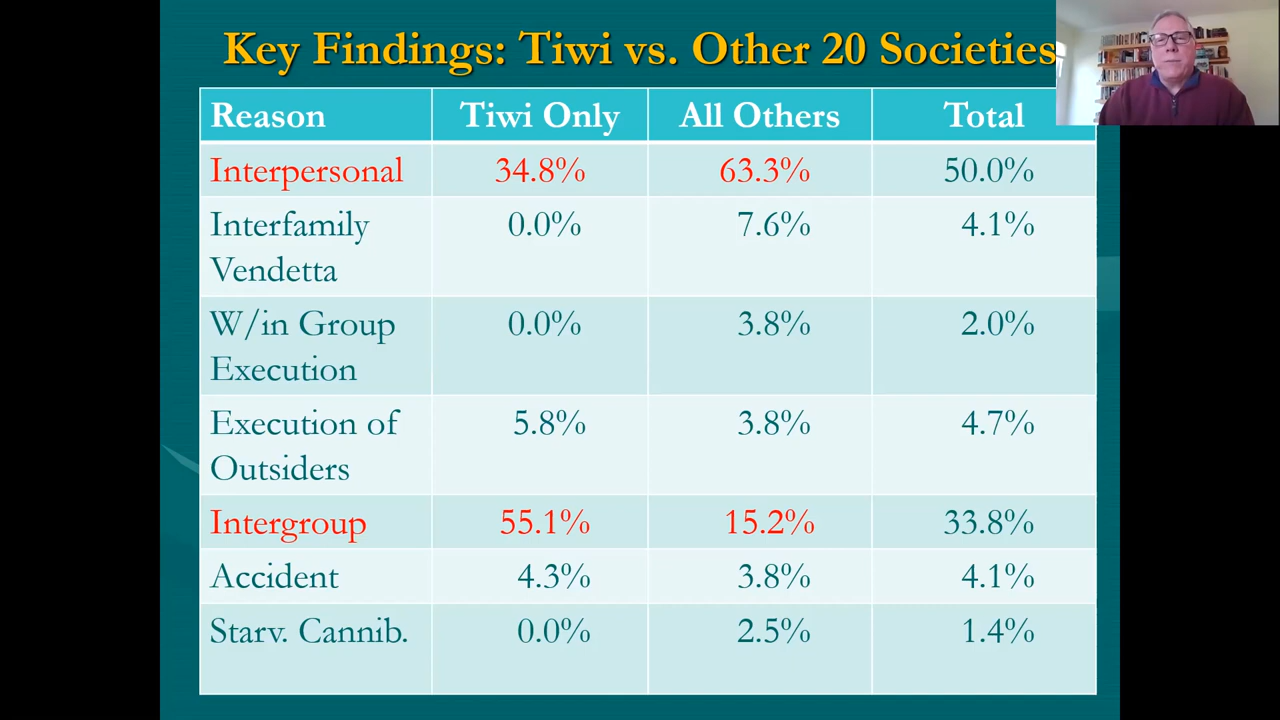 Key Findings: Tiwi vs. Other 20 Societies
Reason Tiwi Only All Others Total
Interpersonal 34.8% 63.3% 50.0%
Interfamily 0.0% 7.6% 4.1%
Vendetta
W/in Group 0.0% 3.8% 2.0%
Execution
Execution of 5.8% 3.8% 4.7%
Outsiders
Intergroup 55.1% 15.2% 33.8%
Accident 4.3% 3.8% 4.1%
Starv. Cannib. 0.0% 2.5% 1.4%